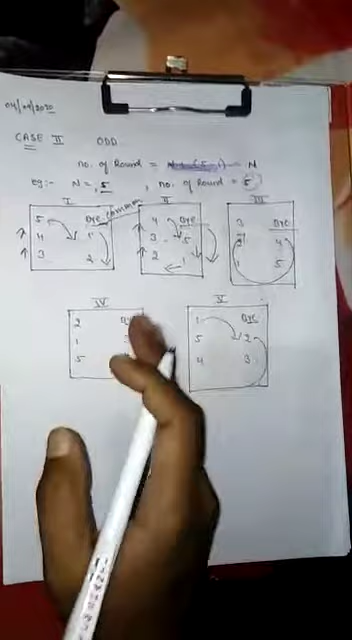 04/04/2020
CASE II ODD
no. of Round = N
eg:- N = 5, no. of Round = 5
I II III
5 Bye common 4 Bye 3 Bye
4 1 3 5 2 4
3 2 2 1 1 5
IV V
2 1 Bye
1 5 2
5 4 3